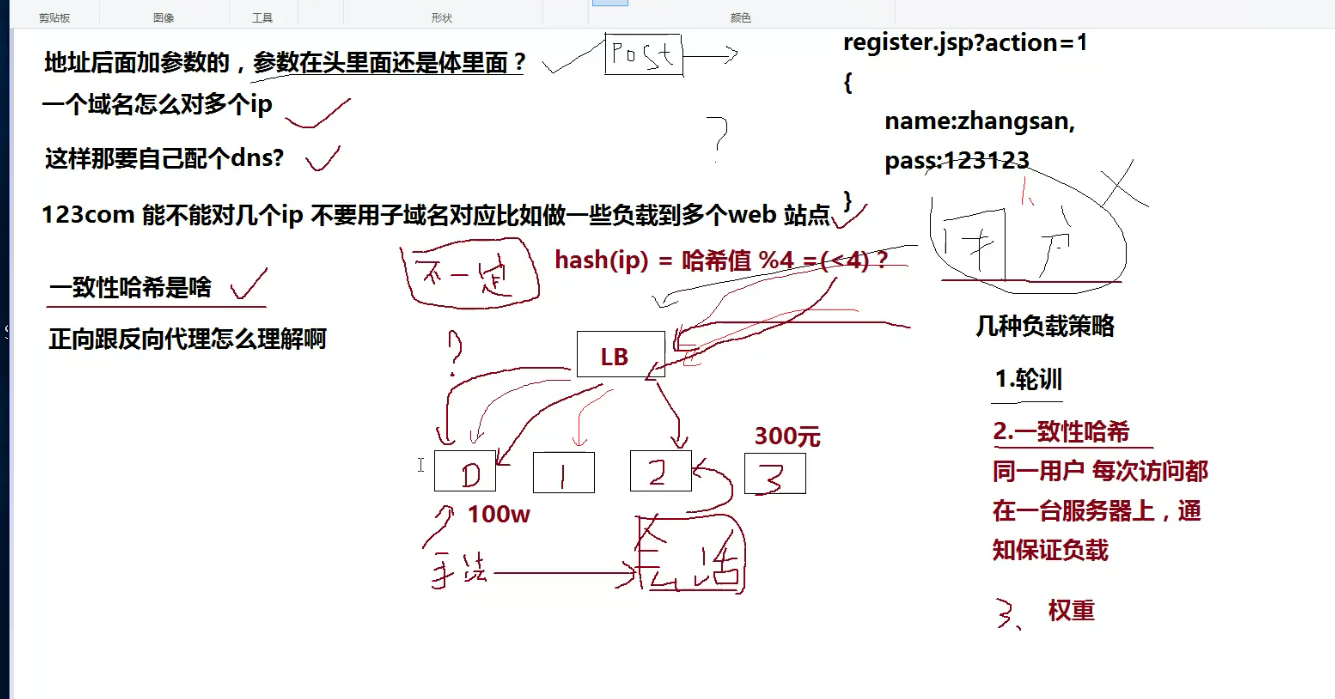 剪贴板 图像 工具 形状 颜色
地址后面加参数的，参数在头里面还是体里面？
Post
register.jsp?action=1
{
name:zhangsan,
pass:123123
}
一个域名怎么对多个ip
这样那要自己配个dns?
?
123com 能不能对几个ip 不要用子域名对应比如做一些负载到多个web 站点
不一定
hash(ip) = 哈希值 %4 =(<4)？
一致性哈希是啥
正向跟反向代理怎么理解啊
?
LB
0 1 2 3
300元
100w
会话
几种负载策略
1.轮训
2.一致性哈希
同一用户 每次访问都
在一台服务器上，通
知保证负载
3、权重